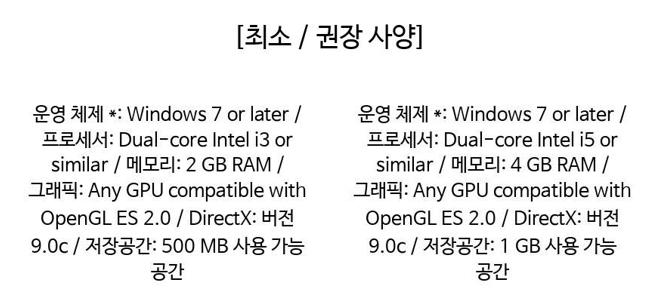 [최소 / 권장 사양]
운영 체제 *: Windows 7 or later /
프로세서: Dual-core Intel i3 or
similar / 메모리: 2 GB RAM /
그래픽: Any GPU compatible with
OpenGL ES 2.0 / DirectX: 버전
9.0c / 저장공간: 500 MB 사용 가능
공간
운영 체제 *: Windows 7 or later /
프로세서: Dual-core Intel i5 or
similar / 메모리: 4 GB RAM /
그래픽: Any GPU compatible with
OpenGL ES 2.0 / DirectX: 버전
9.0c / 저장공간: 1 GB 사용 가능
공간